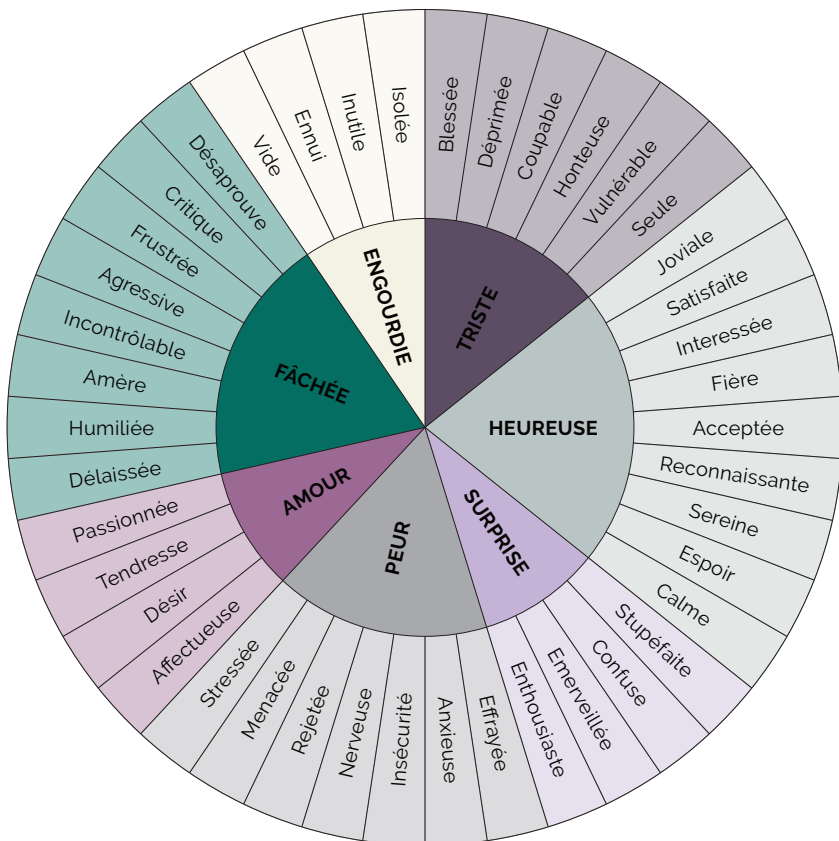 TRISTE
Blessée
Déprimée
Coupable
Honteuse
Vulnérable
Seule
HEUREUSE
Joviale
Satisfaite
Interessée
Fière
Acceptée
Reconnaissante
Sereine
Espoir
Calme
SURPRISE
Stupéfaite
Confuse
Emerveillée
Enthousiaste
PEUR
Effrayée
Anxieuse
Insécurité
Nerveuse
Rejetée
Menacée
Stressée
AMOUR
Affectueuse
Désir
Tendresse
Passionnée
FÂCHÉE
Délaissée
Humiliée
Amère
Incontrôlable
Agressive
Frustrée
Critique
Désaprouve
ENGOURDIE
Vide
Ennui
Inutile
Isolée